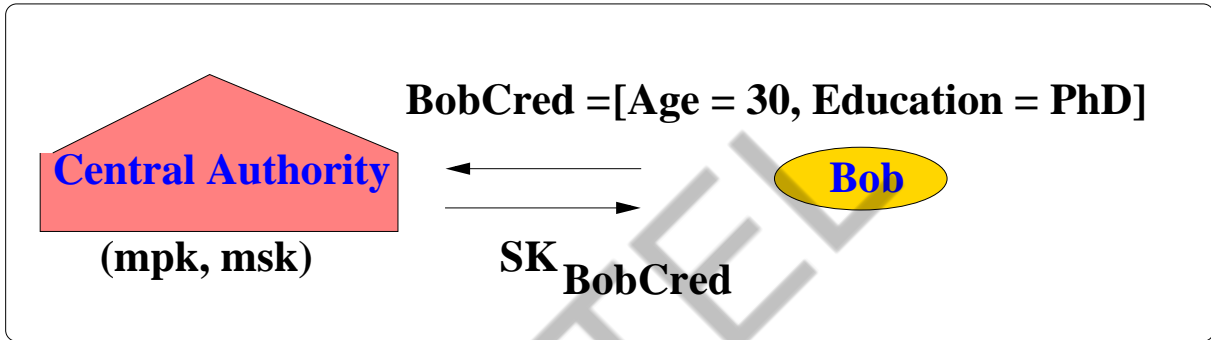 BobCred =[Age = 30, Education = PhD]
Central Authority
Bob
(mpk, msk)
SK BobCred